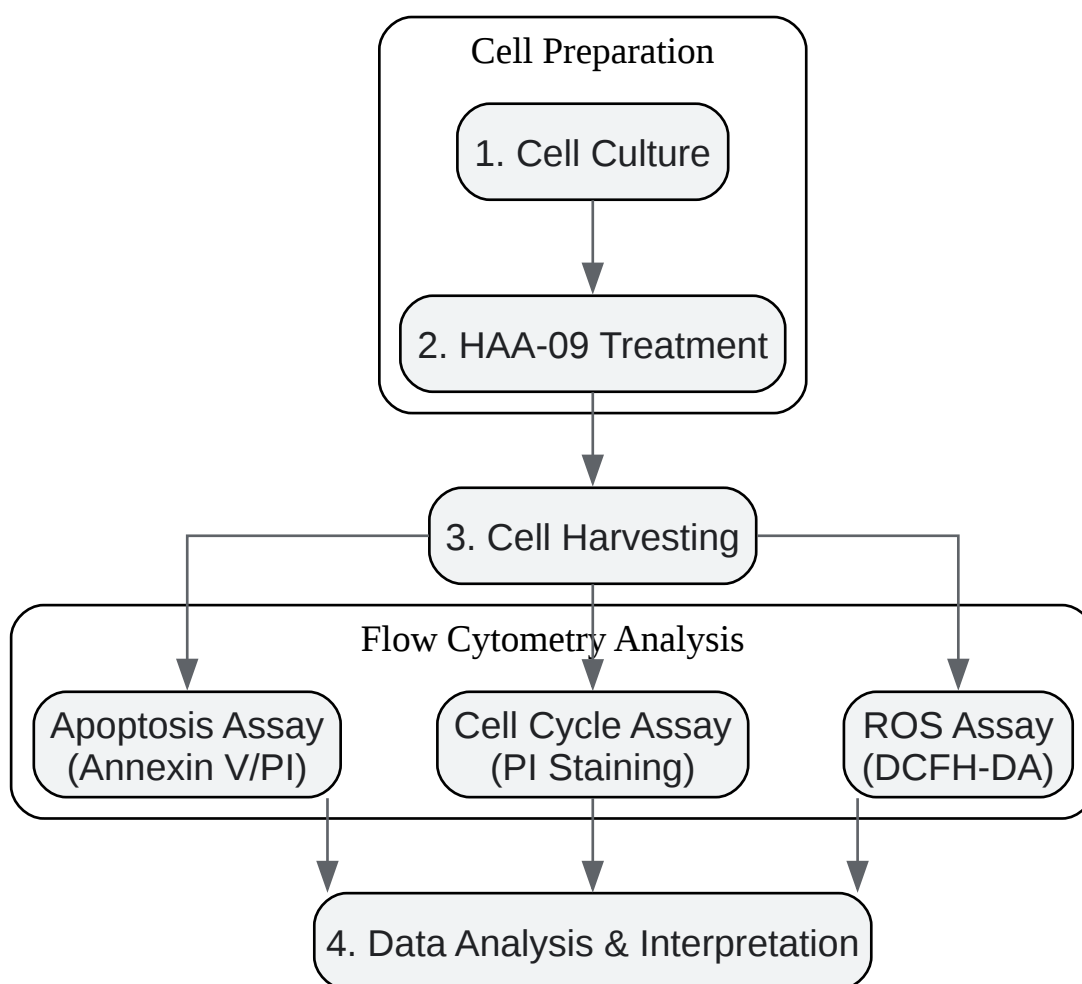 Cell Preparation
1. Cell Culture
2. HAA-09 Treatment
3. Cell Harvesting
Flow Cytometry Analysis
Apoptosis Assay
(Annexin V/PI)
Cell Cycle Assay
(PI Staining)
ROS Assay
(DCFH-DA)
4. Data Analysis & Interpretation